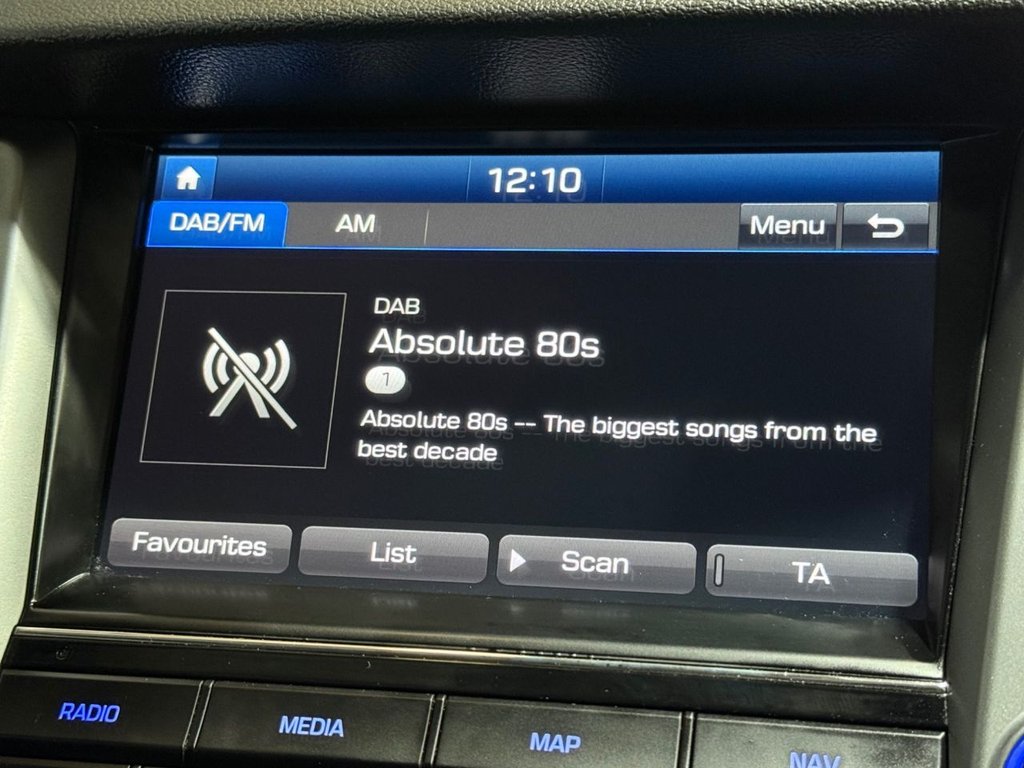 12:10
DAB/FM AM Menu
DAB
Absolute 80s
1
Absolute 80s -- The biggest songs from the
best decade
Favourites List Scan TA
RADIO MEDIA MAP NAV